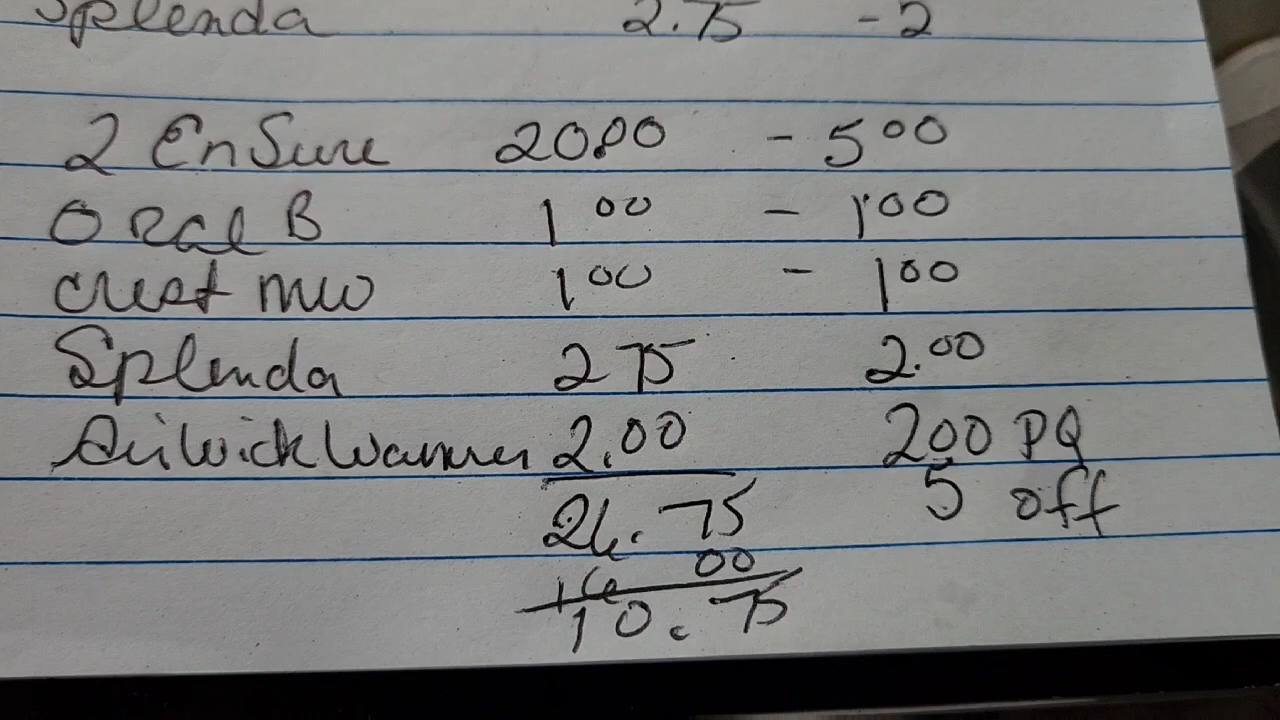 Splenda 2.75 - 2
2 EnSure 2000 - 5 00
Oral B 1 00 - 1 00
Crest mw 1 00 - 1 00
Splenda 2 75 2.00
AirWick Warmer 2.00 2.00 PQ
26.75 5 off
16 00
10.75